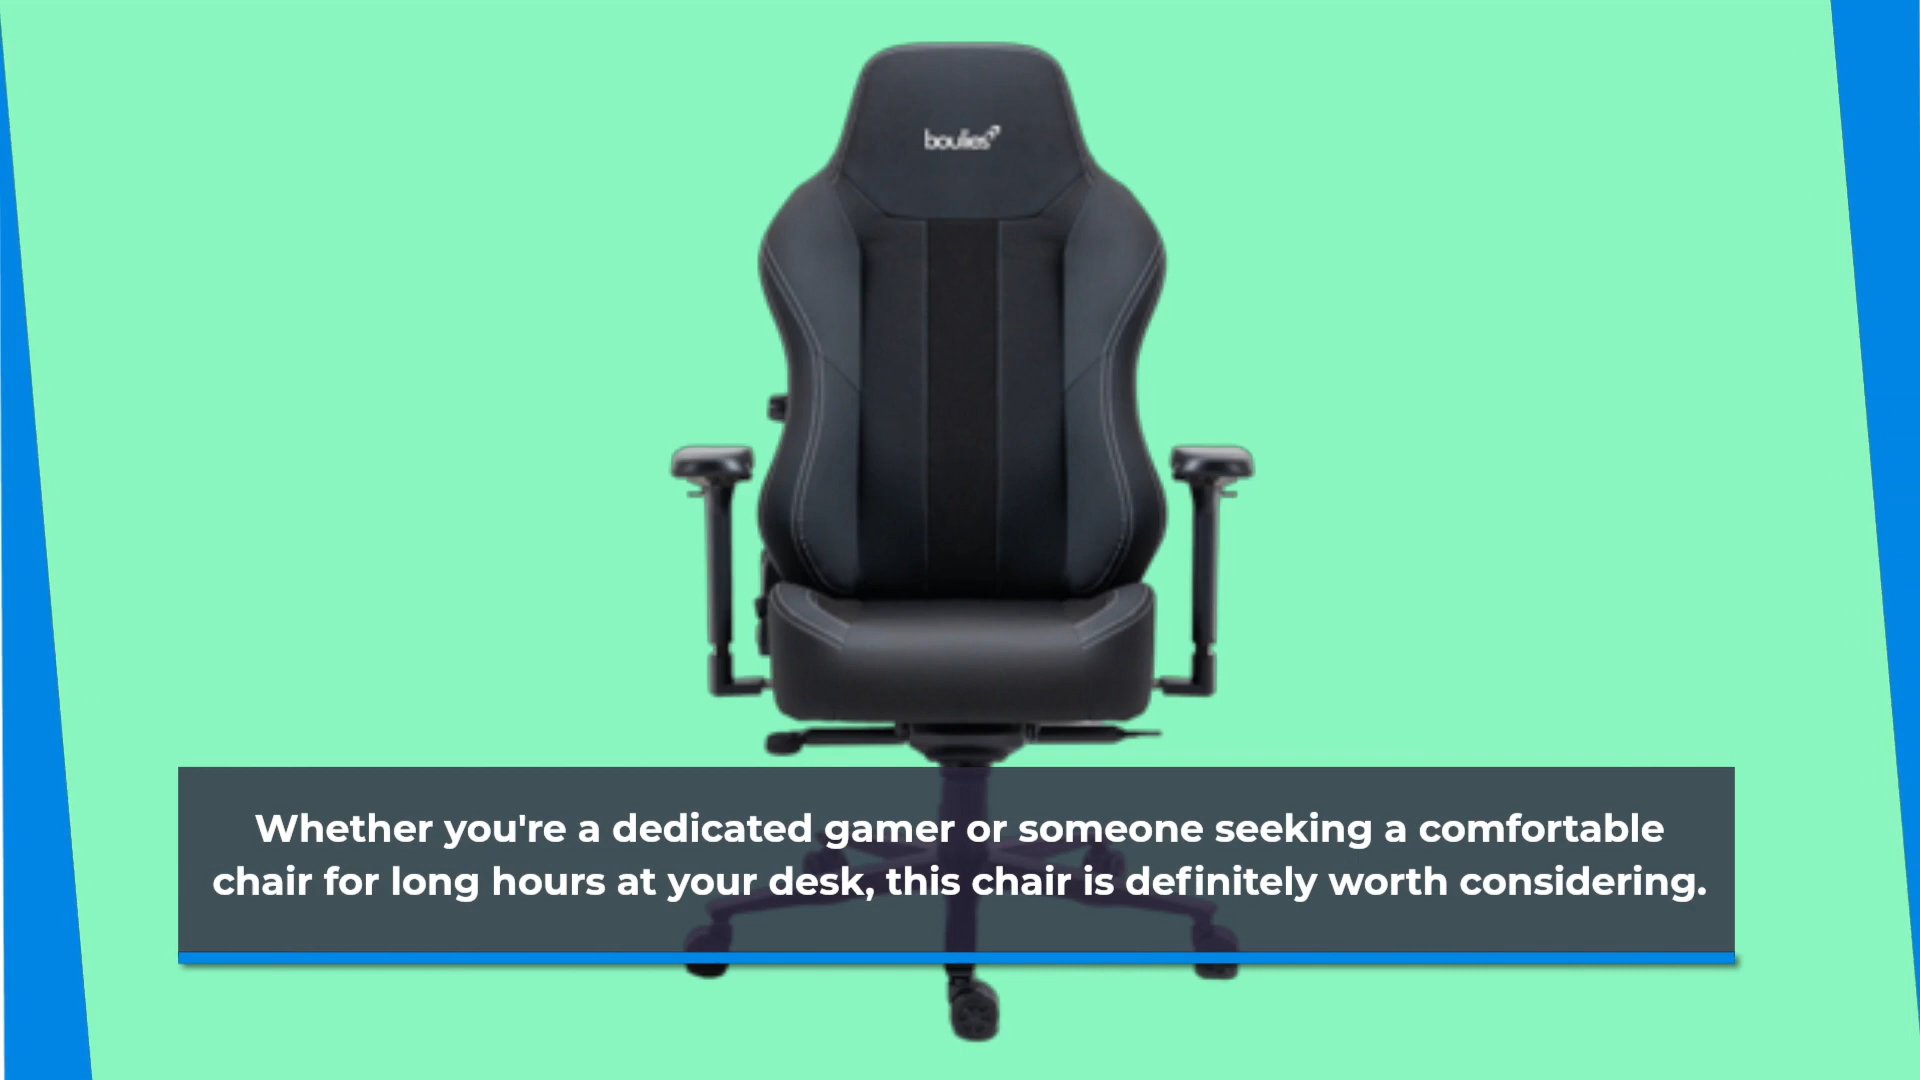 boulies
Whether you're a dedicated gamer or someone seeking a comfortable
chair for long hours at your desk, this chair is definitely worth considering.